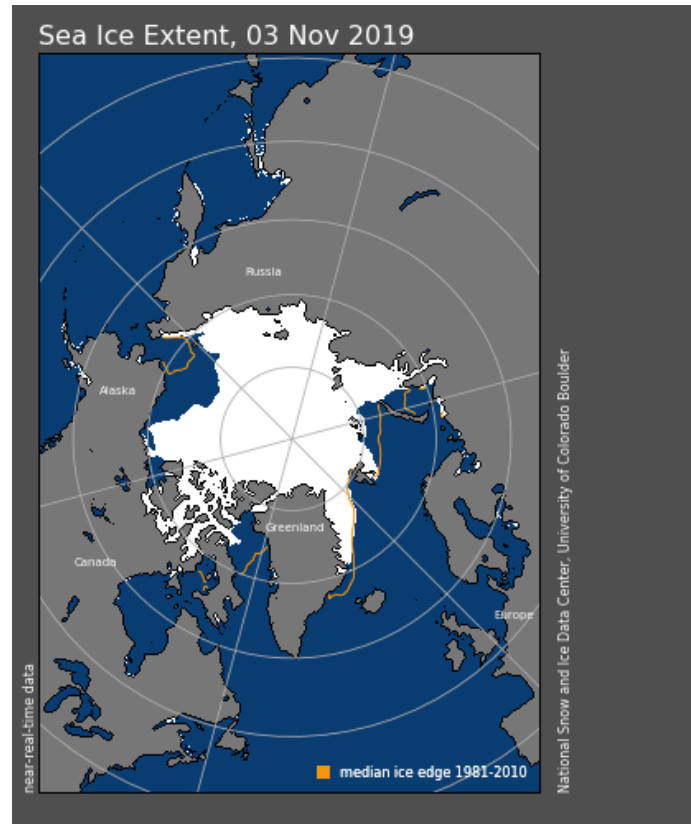 Sea Ice Extent, 03 Nov 2019
Russia
Alaska
Greenland
Canada
Europe
near-real-time data
National Snow and Ice Data Center, University of Colorado Boulder
median ice edge 1981-2010